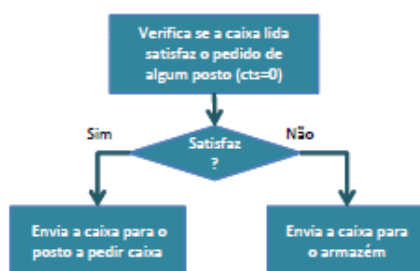 Verifica se a caixa lida
satisfaz o pedido de
algum posto (cts=0)
Sim
Não
Satisfaz
?
Envia a caixa para o
posto a pedir caixa
Envia a caixa para
o armazém